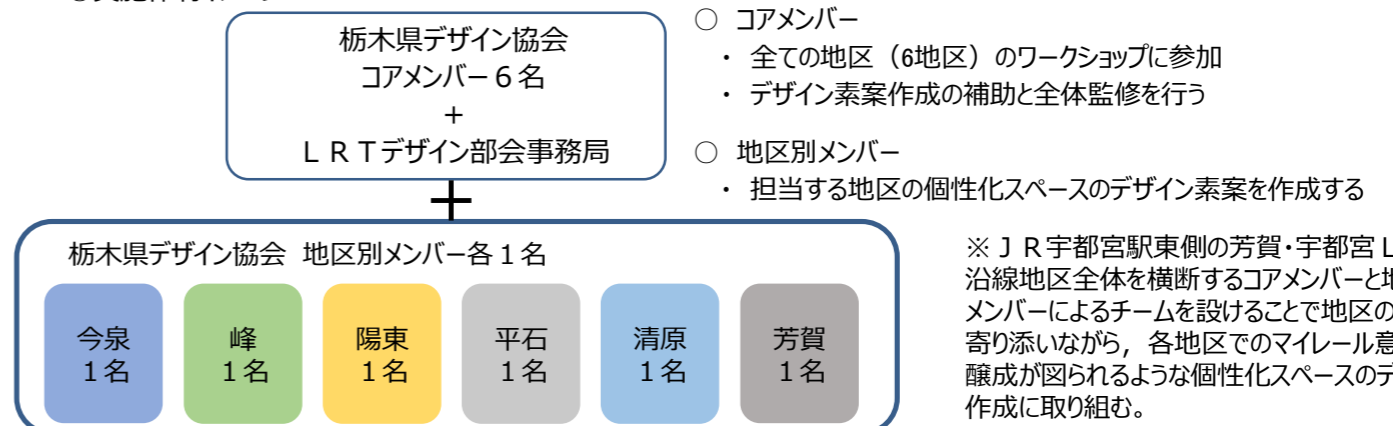 栃木県デザイン協会
コアメンバー６名
＋
ＬＲＴデザイン部会事務局
○ コアメンバー
・ 全ての地区（6地区）のワークショップに参加
・ デザイン素案作成の補助と全体監修を行う
○ 地区別メンバー
・ 担当する地区の個性化スペースのデザイン素案を作成する
＋
栃木県デザイン協会 地区別メンバー各１名
今泉
１名
峰
１名
陽東
１名
平石
１名
清原
１名
芳賀
１名
※ＪＲ宇都宮駅東側の芳賀・宇都宮Ｌ
沿線地区全体を横断するコアメンバーと地
メンバーによるチームを設けることで地区の
寄り添いながら，各地区でのマイレール意
醸成が図られるような個性化スペースのデ
作成に取り組む。